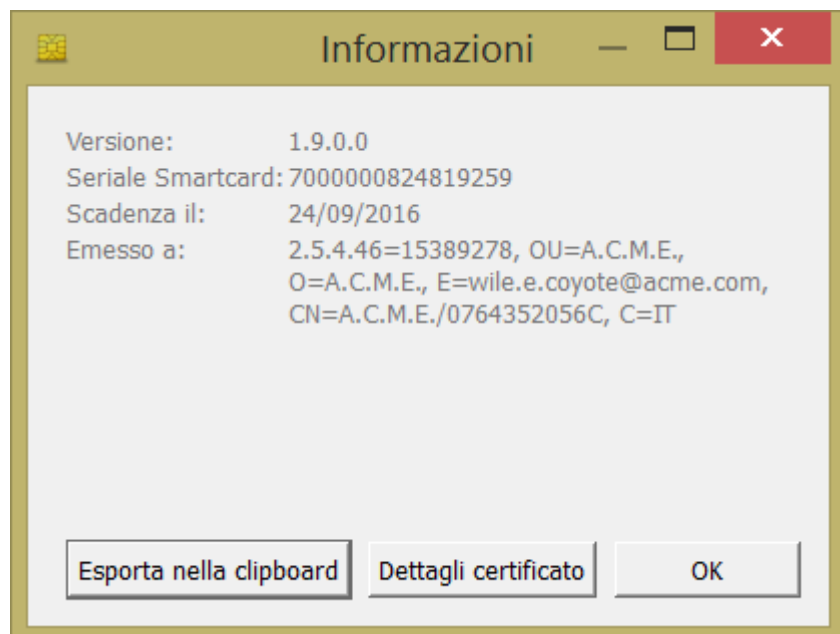 Informazioni
Versione: 1.9.0.0
Seriale Smartcard: 7000000824819259
Scadenza il: 24/09/2016
Emesso a: 2.5.4.46=15389278, OU=A.C.M.E.,
O=A.C.M.E., E=wile.e.coyote@acme.com,
CN=A.C.M.E./0764352056C, C=IT
Esporta nella clipboard Dettagli certificato OK